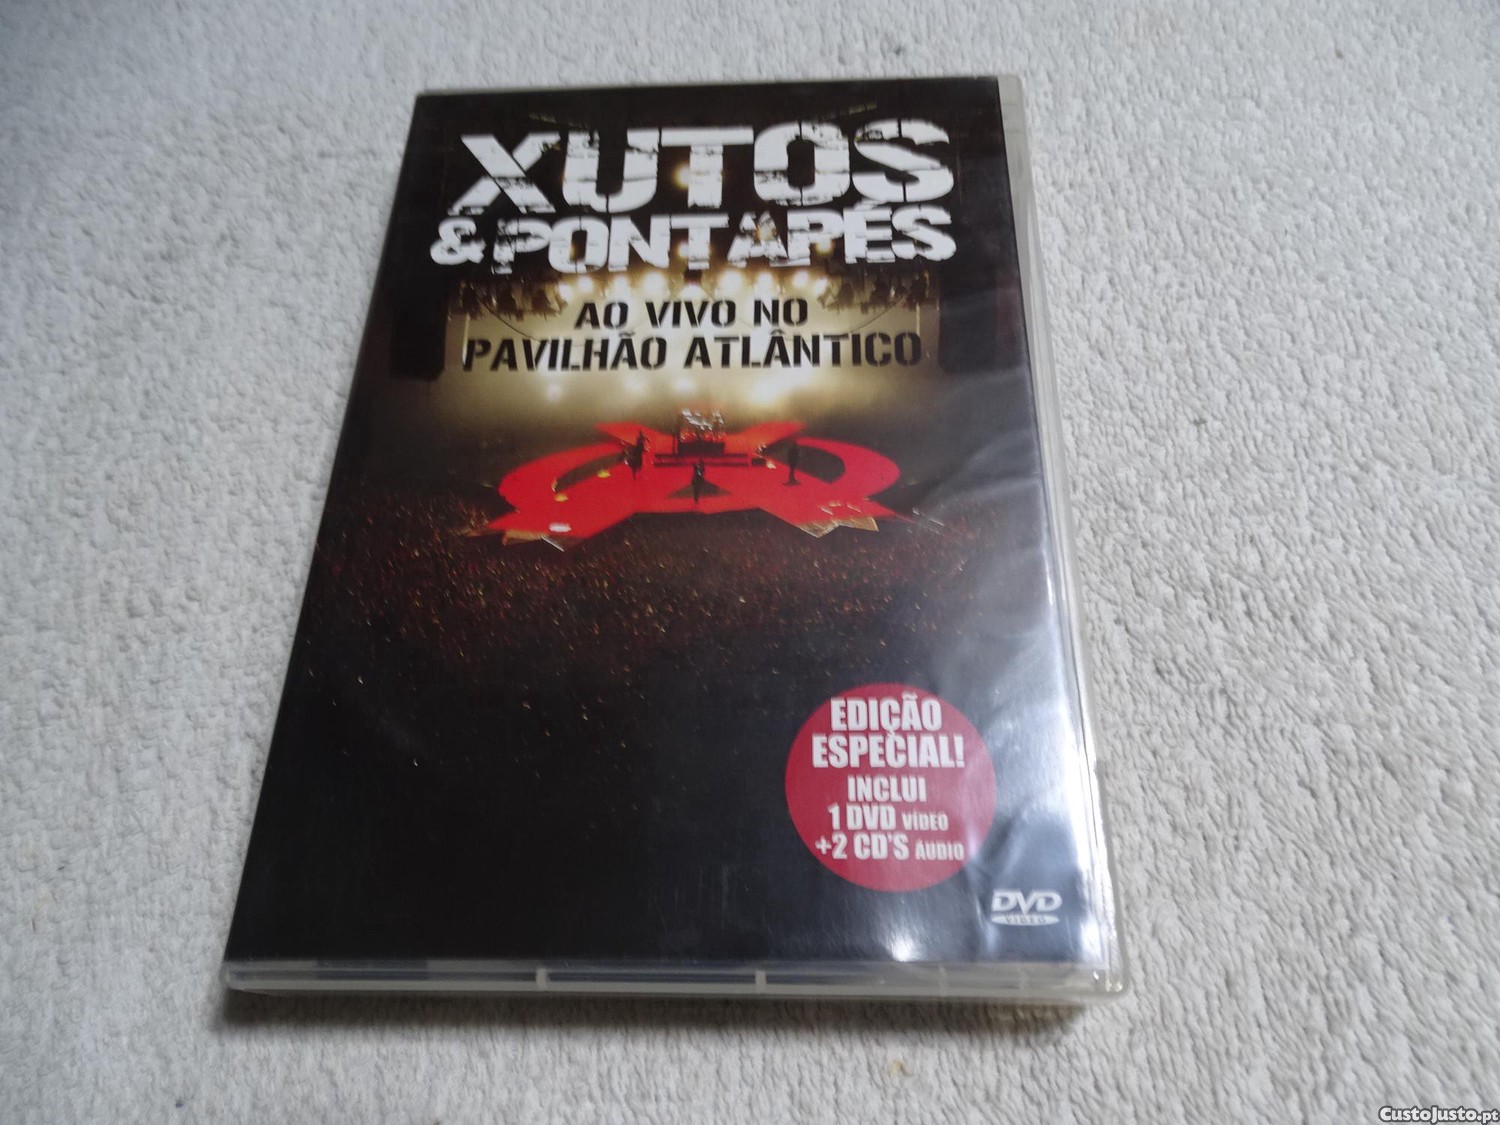 XUTOS
& PONTAPÉS
AO VIVO NO
PAVILHÃO ATLÂNTICO
EDIÇÃO
ESPECIAL!
INCLUI
1 DVD VÍDEO
+2 CD'S ÁUDIO
DVD
VIDEO
CustoJusto.pt